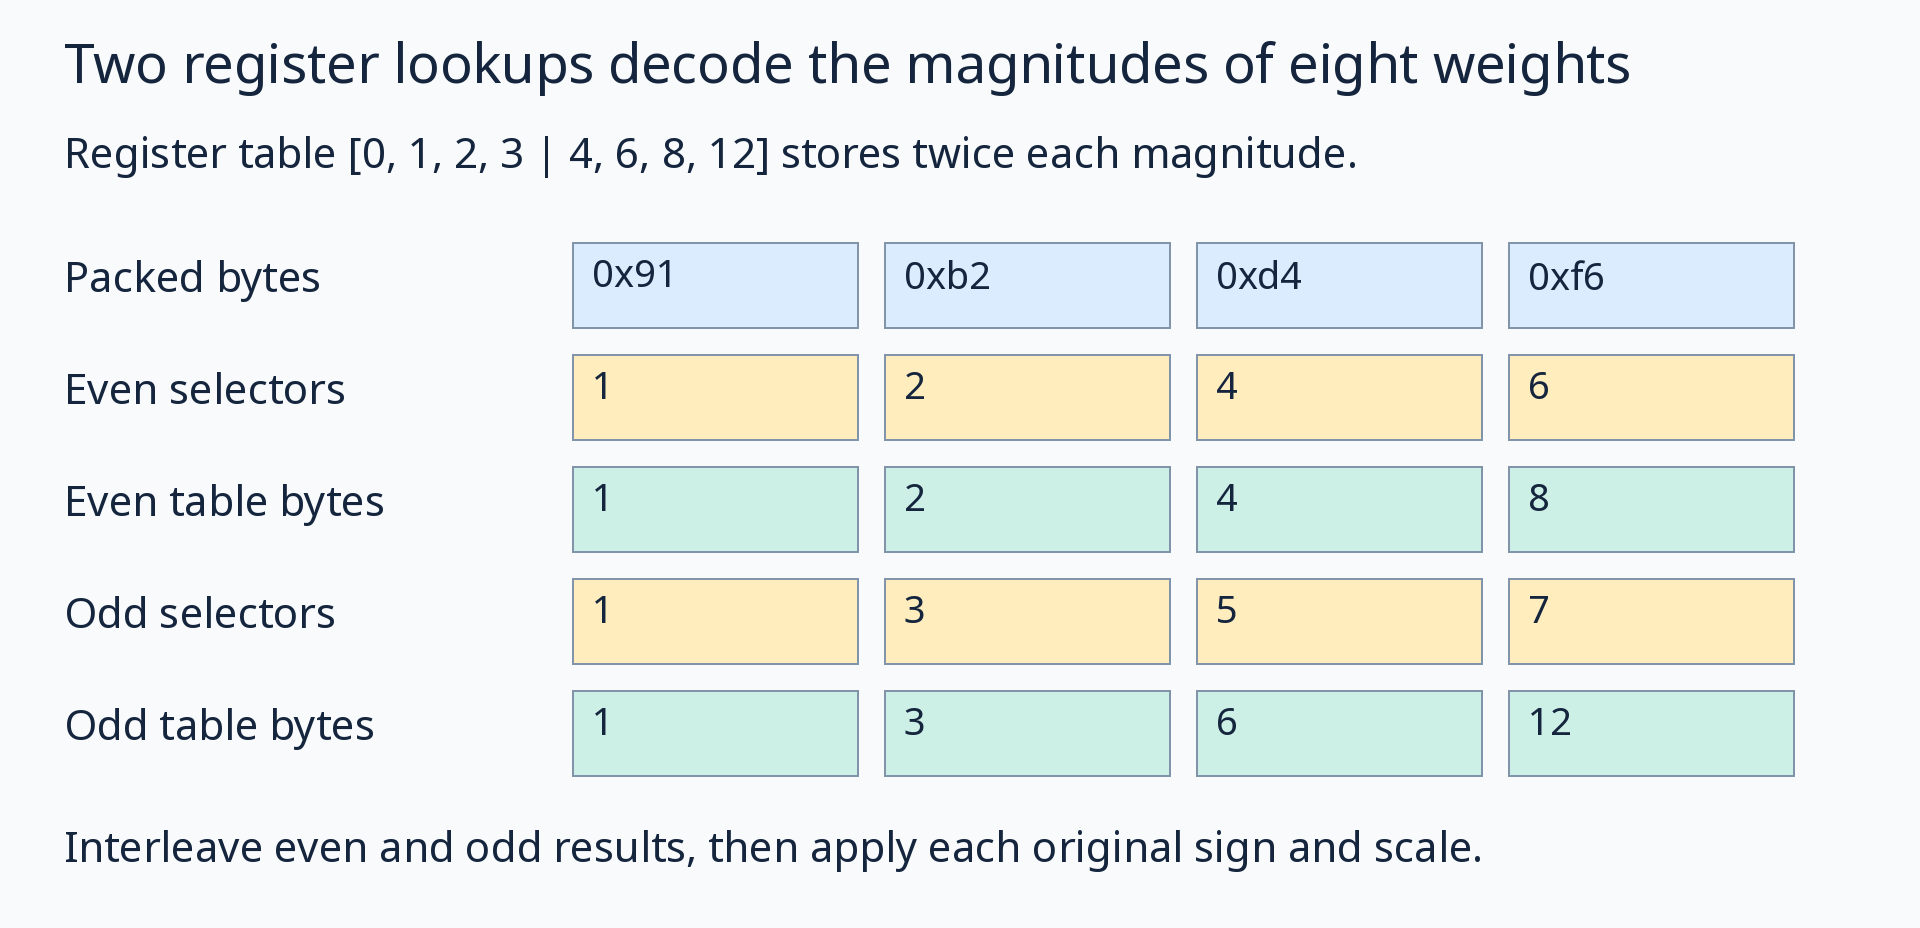 Two register lookups decode the magnitudes of eight weights
Register table [0, 1, 2, 3 | 4, 6, 8, 12] stores twice each magnitude.
Packed bytes 0x91 0xb2 0xd4 0xf6
Even selectors 1 2 4 6
Even table bytes 1 2 4 8
Odd selectors 1 3 5 7
Odd table bytes 1 3 6 12
Interleave even and odd results, then apply each original sign and scale.